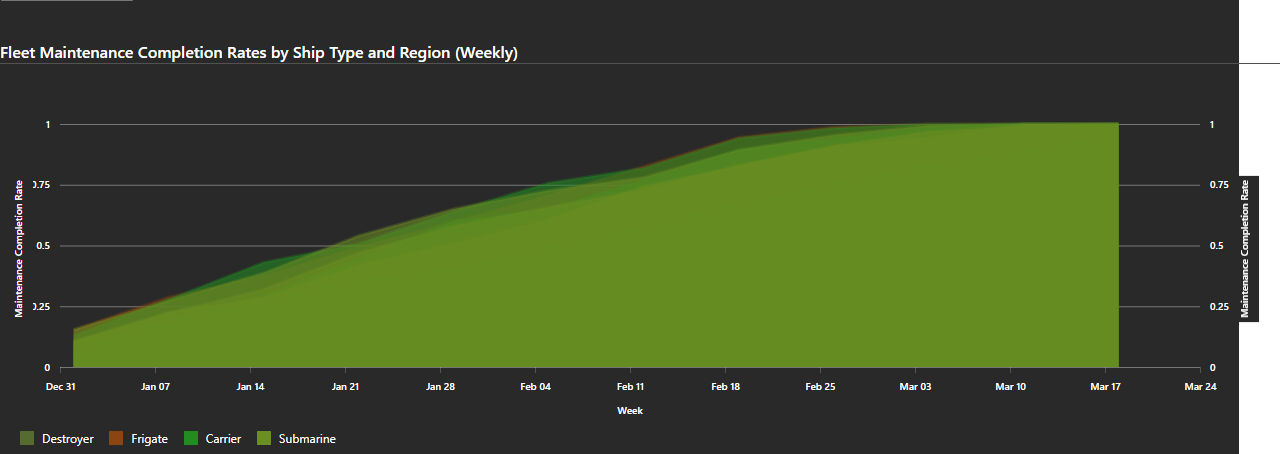 Fleet Maintenance Completion Rates by Ship Type and Region (Weekly)
1 1
0.75 0.75
0.5 0.5
0.25 0.25
0 0
Maintenance Completion Rate
Maintenance Completion Rate
Dec 31 Jan 07 Jan 14 Jan 21 Jan 28 Feb 04 Feb 11 Feb 18 Feb 25 Mar 03 Mar 10 Mar 17 Mar 24
Week
Destroyer Frigate Carrier Submarine